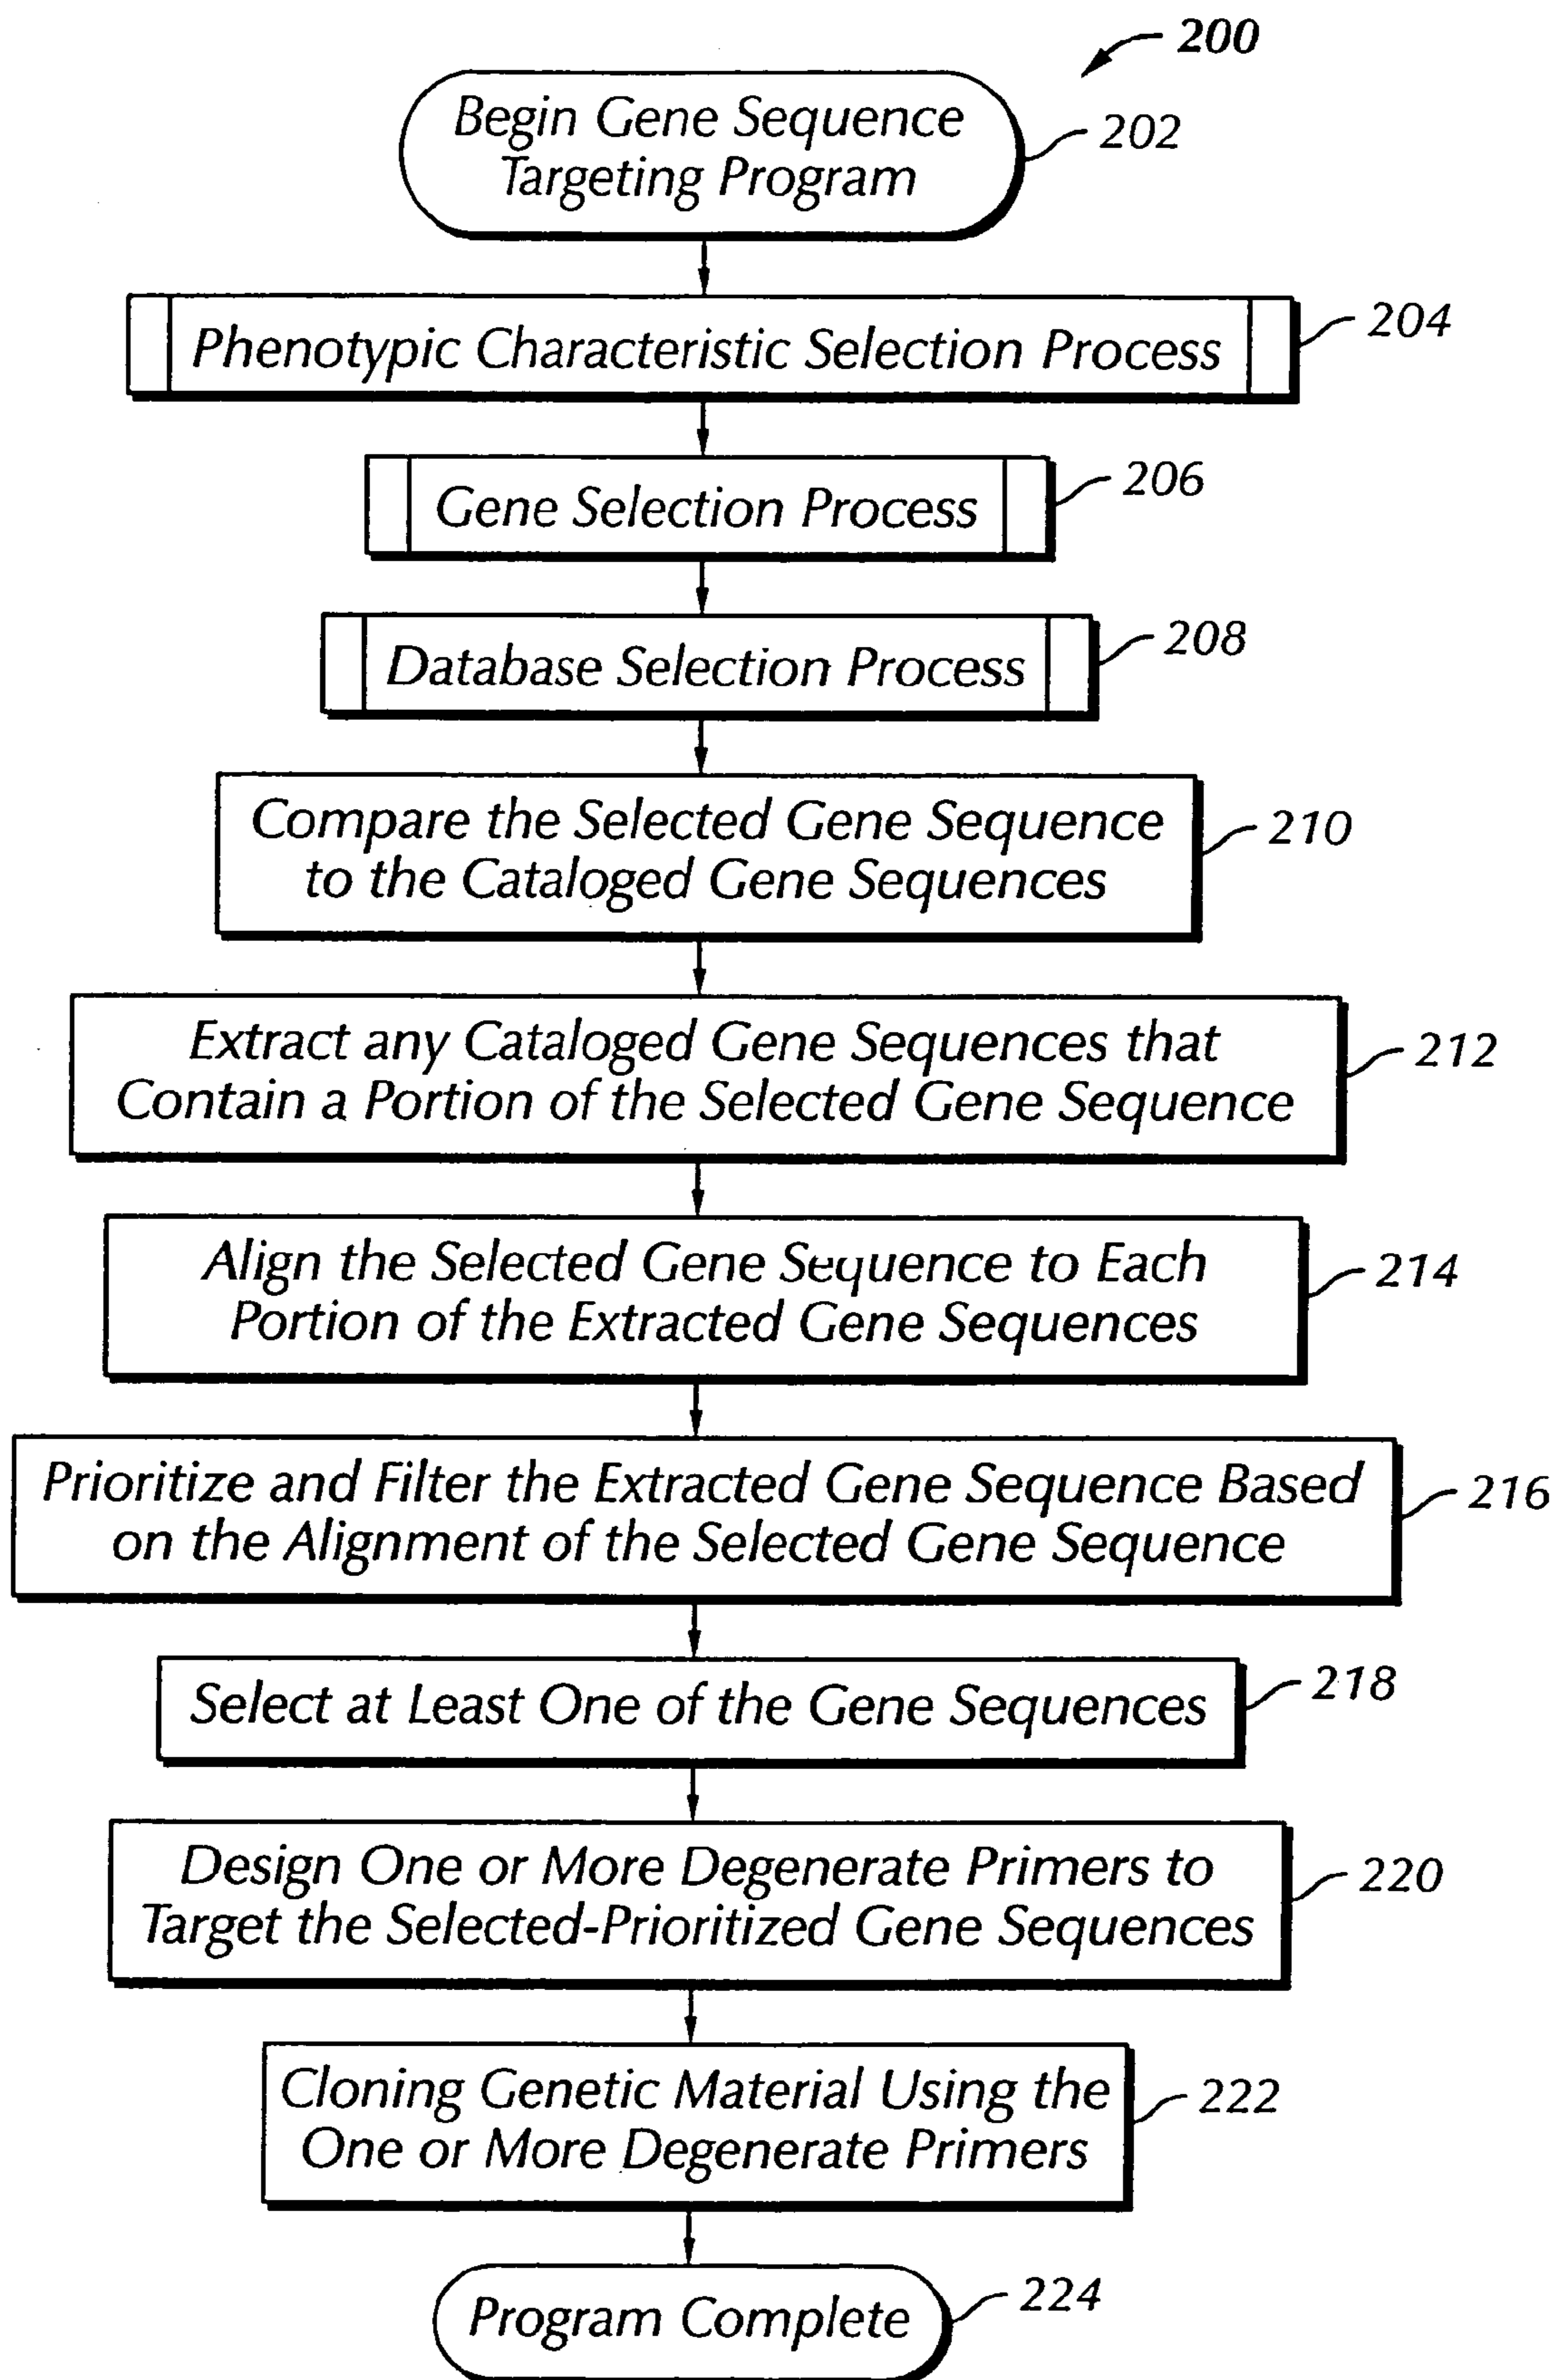 200
Begin Gene Sequence
Targeting Program
202
Phenotypic Characteristic Selection Process
204
Gene Selection Process
206
Database Selection Process
208
Compare the Selected Gene Sequence
to the Cataloged Gene Sequences
210
Extract any Cataloged Gene Sequences that
Contain a Portion of the Selected Gene Sequence
212
Align the Selected Gene Sequence to Each
Portion of the Extracted Gene Sequences
214
Prioritize and Filter the Extracted Gene Sequence Based
on the Alignment of the Selected Gene Sequence
216
Select at Least One of the Gene Sequences
218
Design One or More Degenerate Primers to
Target the Selected-Prioritized Gene Sequences
220
Cloning Genetic Material Using the
One or More Degenerate Primers
222
Program Complete
224